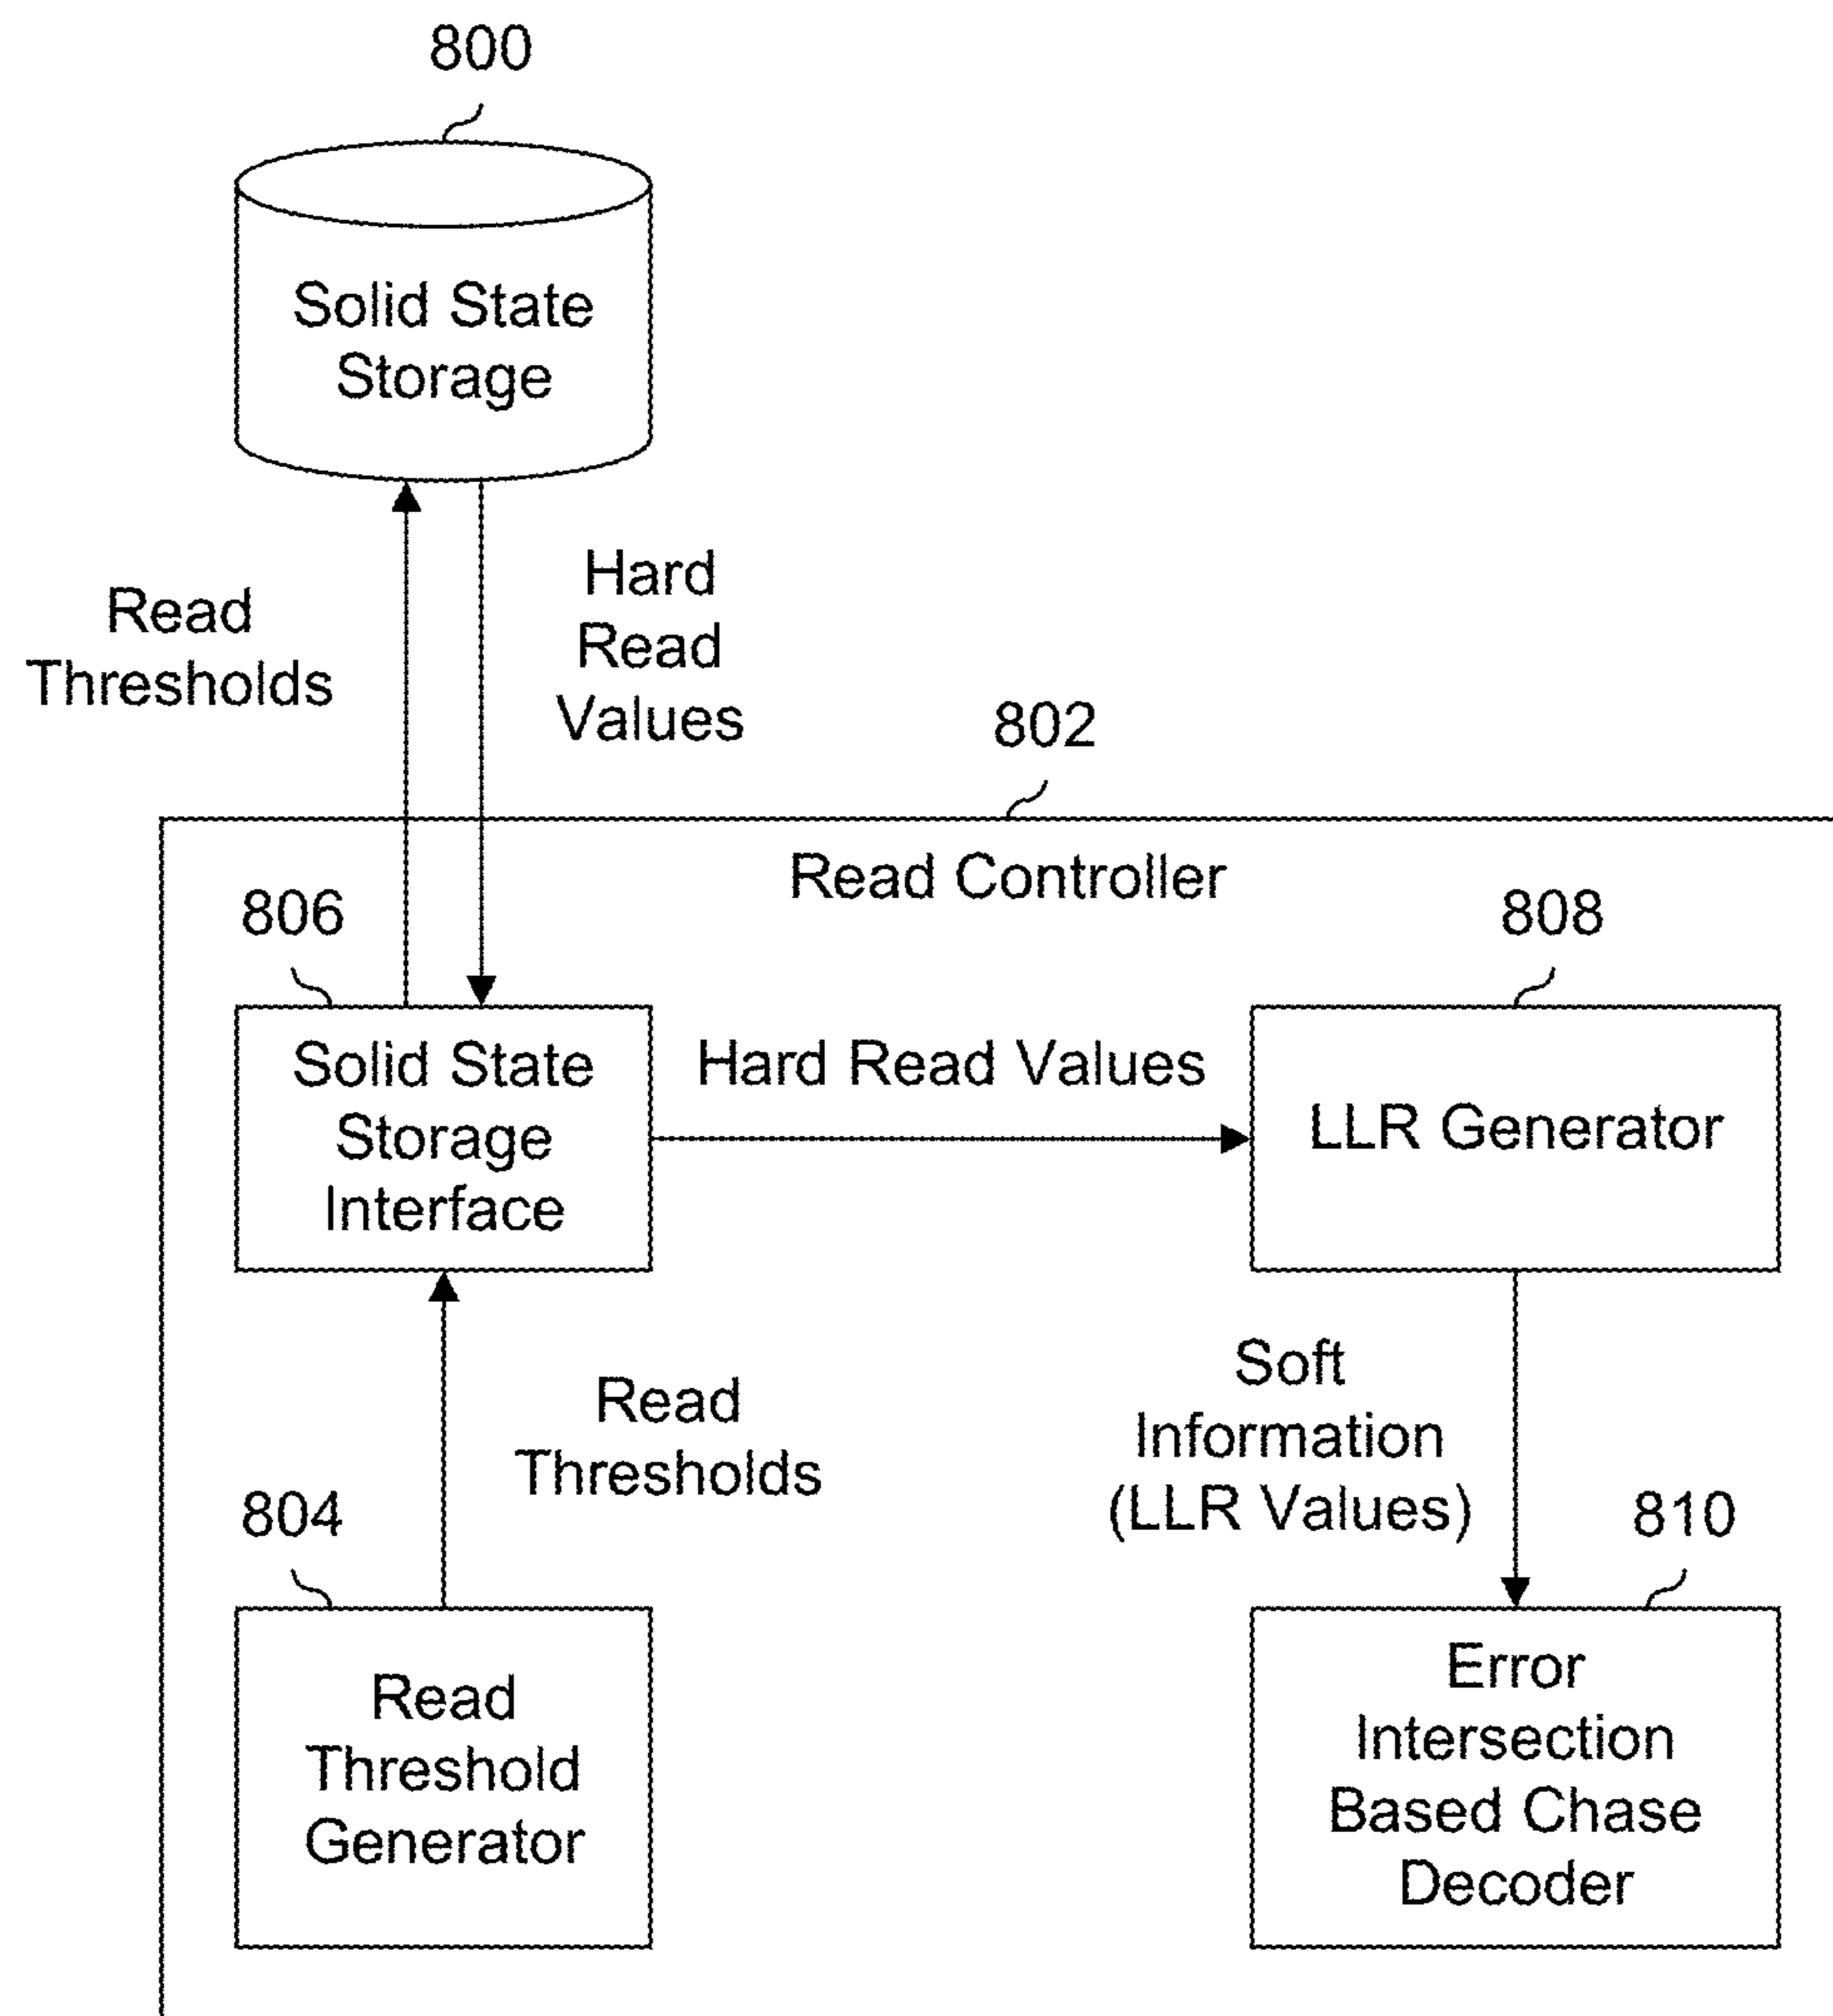 800
Solid State
Storage
Read
Thresholds
Hard
Read
Values
802
Read Controller
806
Solid State
Storage
Interface
Hard Read Values
808
LLR Generator
Read
Thresholds
Soft
Information
(LLR Values)
804
Read
Threshold
Generator
810
Error
Intersection
Based Chase
Decoder